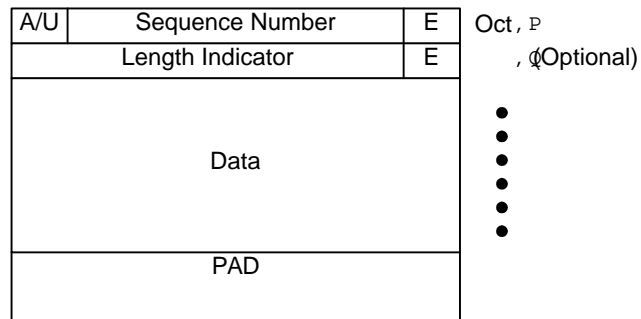 A/U Sequence Number E Oct, P
Length Indicator E , Q(Optional)
Data
PAD